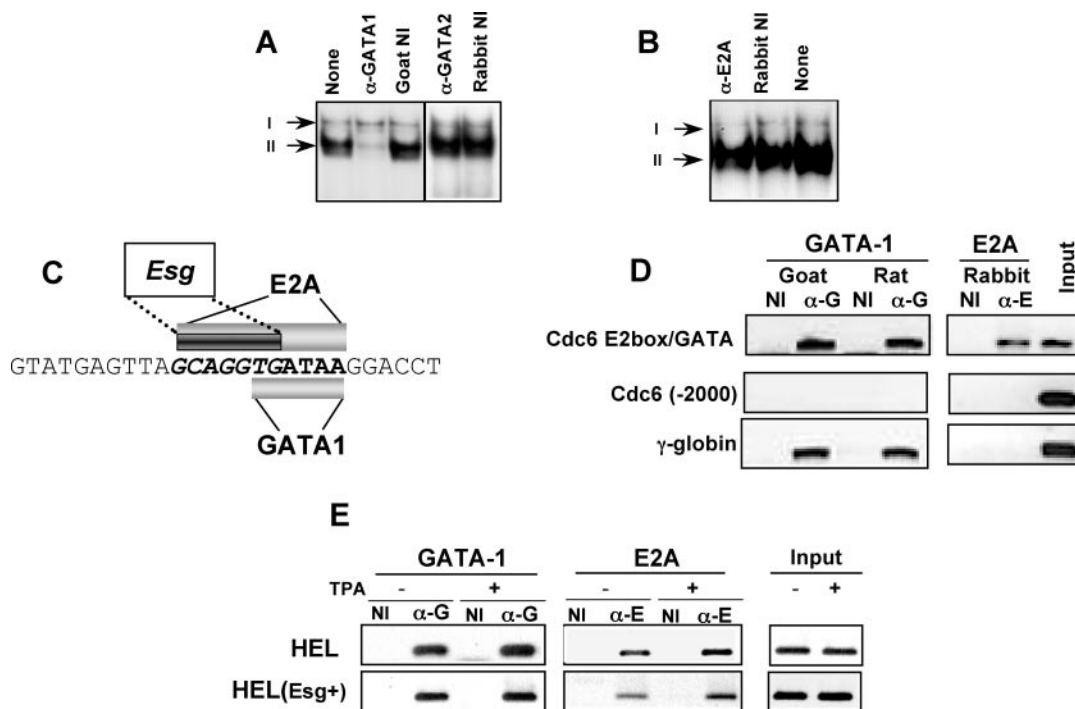 A
None
α-GATA1
Goat NI
α-GATA2
Rabbit NI
I
II
B
α-E2A
Rabbit NI
None
I
II
C
Esg
E2A
GTATGAGTTAGCAGGTGATAAGGACCT
GATA1
D
GATA-1 E2A Input
Goat Rat Rabbit
NI α-G NI α-G NI α-E
Cdc6 E2box/GATA
Cdc6 (-2000)
γ-globin
E
GATA-1 E2A Input
TPA - + - + - +
NI α-G NI α-G NI α-E NI α-E
HEL
HEL(Esg+)